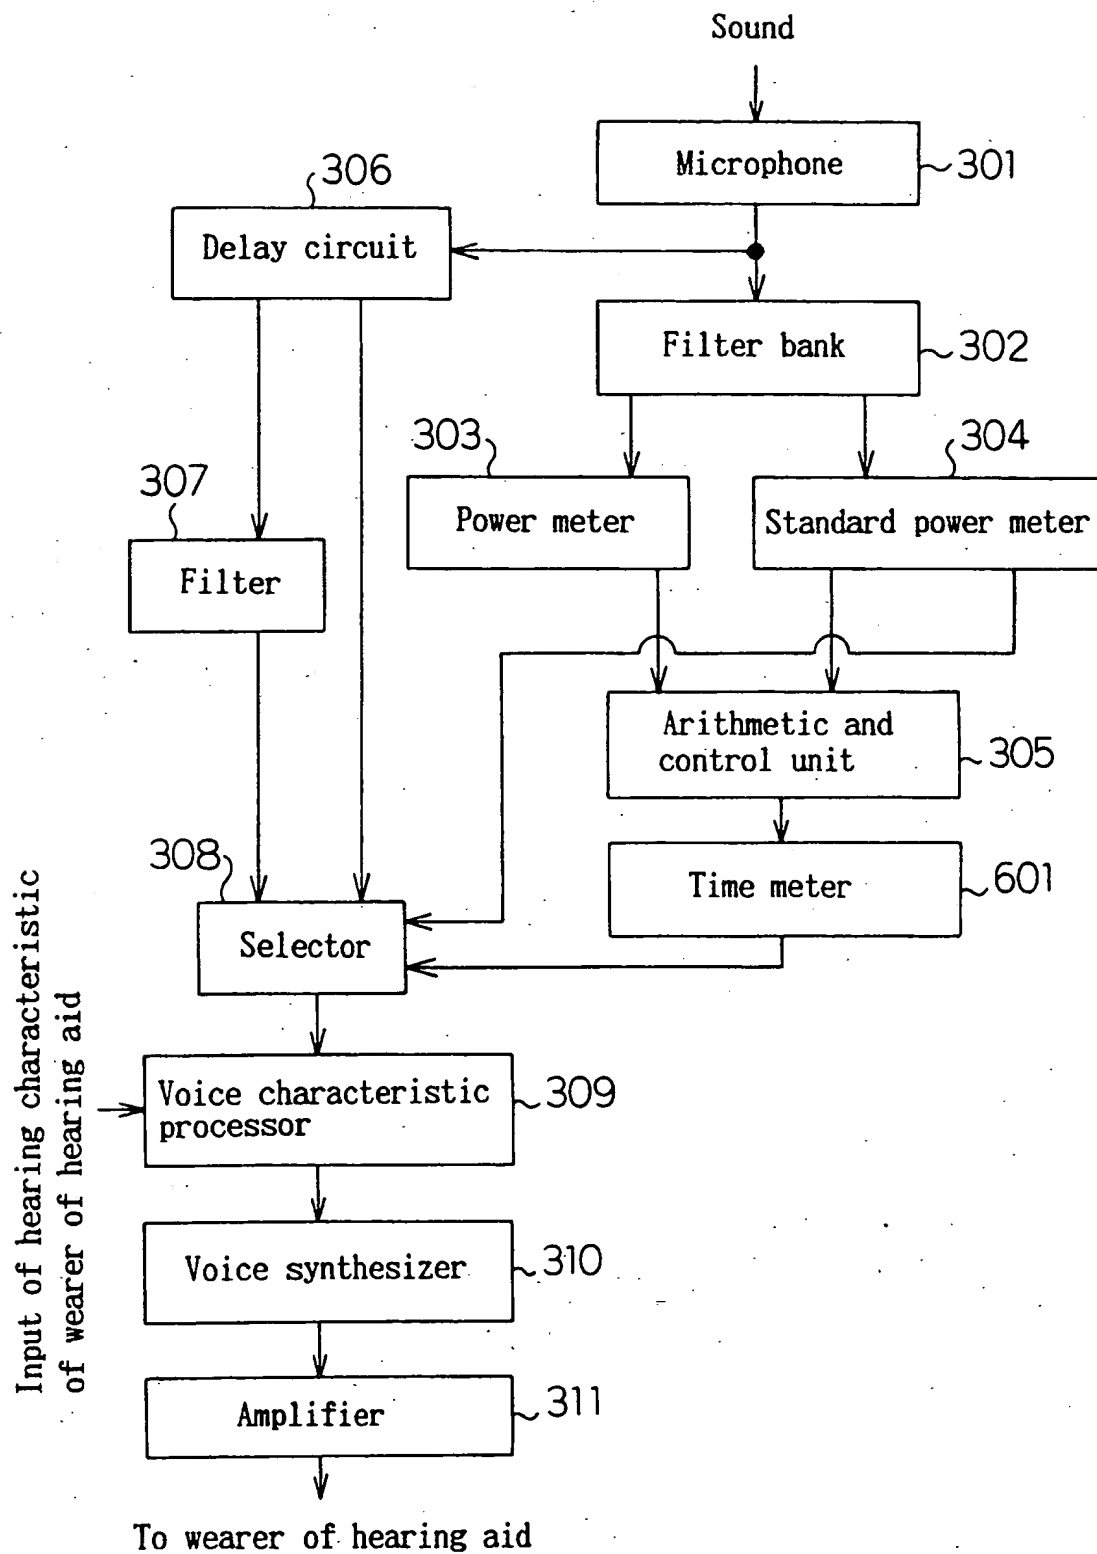 Sound
Microphone
301
306
Delay circuit
Filter bank
302
303
304
307
Power meter
Standard power meter
Filter
Arithmetic and
control unit
305
308
Time meter
601
Selector
Input of hearing characteristic
of wearer of hearing aid
Voice characteristic
processor
309
Voice synthesizer
310
Amplifier
311
To wearer of hearing aid